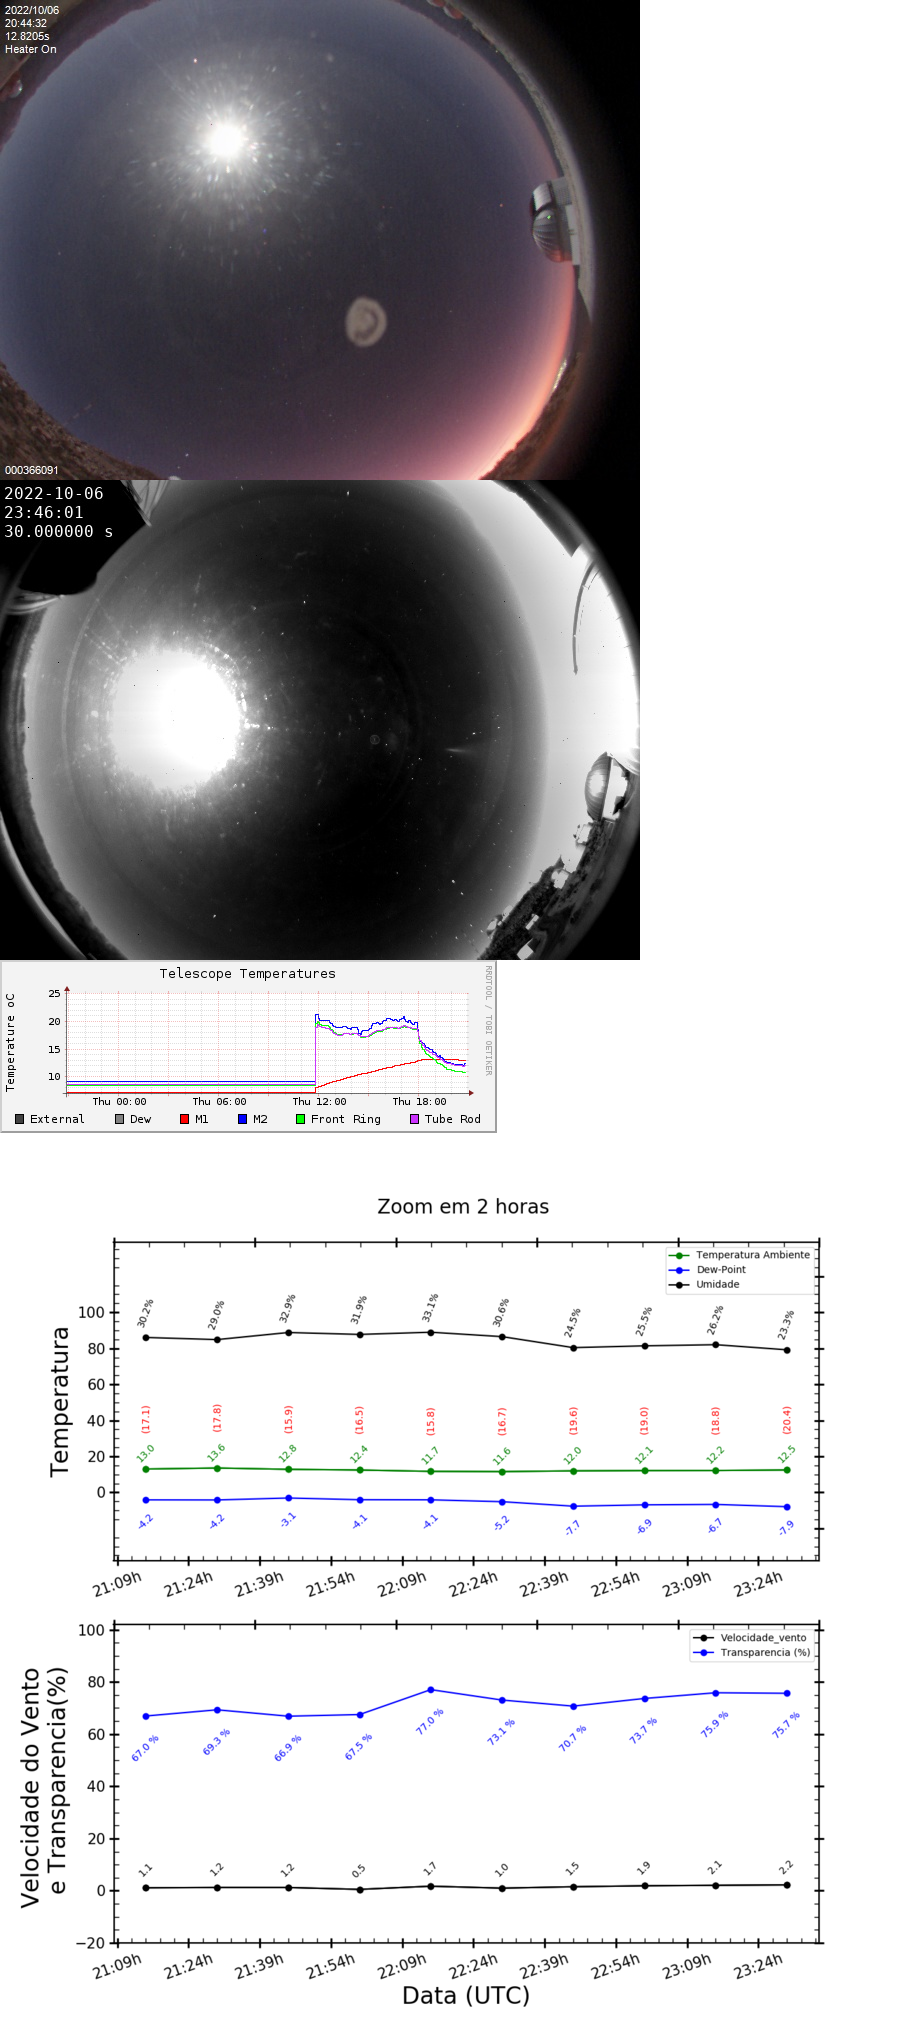 2022/10/06
20:44:32
12.8205s
Heater On
000366091
2022-10-06
23:46:01
30.000000 s
Telescope Temperatures
Temperature oC
25
20
15
10
Thu 00:00 Thu 06:00 Thu 12:00 Thu 18:00
External Dew M1 M2 Front Ring Tube Rod
RRDTOOL / TOBI OETIKER
Zoom em 2 horas
Temperatura Ambiente
Dew-Point
Umidade
Temperatura
100
80
60
40
20
0
30.2% 29.0% 32.9% 31.9% 33.1% 30.6% 24.5% 25.5% 26.2% 23.3%
(17.1) (17.8) (15.9) (16.5) (15.8) (16.7) (19.6) (19.0) (18.8) (20.4)
13.0 13.6 12.8 12.4 11.7 11.6 12.0 12.1 12.2 12.5
-4.2 -4.2 -3.1 -4.1 -4.1 -5.2 -7.7 -6.9 -6.7 -7.9
21:09h 21:24h 21:39h 21:54h 22:09h 22:24h 22:39h 22:54h 23:09h 23:24h
Velocidade_vento
Transparencia (%)
Velocidade do Vento
e Transparencia(%)
100
80
60
40
20
0
−20
67.0 % 69.3 % 66.9 % 67.5 % 77.0 % 73.1 % 70.7 % 73.7 % 75.9 % 75.7 %
1.1 1.2 1.2 0.5 1.7 1.0 1.5 1.9 2.1 2.2
21:09h 21:24h 21:39h 21:54h 22:09h 22:24h 22:39h 22:54h 23:09h 23:24h
Data (UTC)